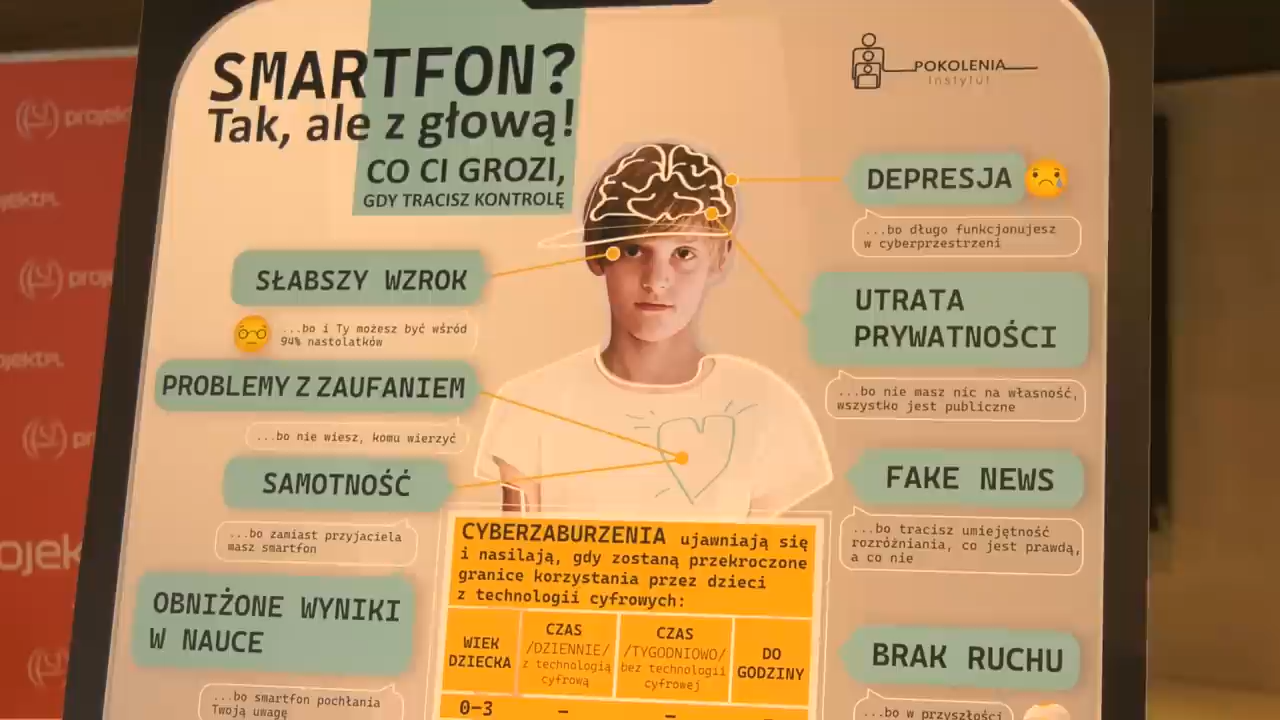 SMARTFON?
Tak, ale z głową!
CO CI GROZI,
GDY TRACISZ KONTROLĘ
POKOLENIA
instytut
DEPRESJA
...bo długo funkcjonujesz
w cyberprzestrzeni
SŁABSZY WZROK
...bo i Ty możesz być wśród
94% nastolatków
UTRATA
PRYWATNOŚCI
...bo nie masz nic na własność,
wszystko jest publiczne
PROBLEMY Z ZAUFANIEM
...bo nie wiesz, komu wierzyć
SAMOTNOŚĆ
...bo zamiast przyjaciela
masz smartfon
FAKE NEWS
...bo tracisz umiejętność
rozróżniania, co jest prawdą,
a co nie
OBNIŻONE WYNIKI
W NAUCE
...bo smartfon pochłania
Twoją uwagę
BRAK RUCHU
...bo w przyszłości
CYBERZABURZENIA ujawniają się
i nasilają, gdy zostaną przekroczone
granice korzystania przez dzieci
z technologii cyfrowych:
WIEK
DZIECKA
CZAS
/DZIENNIE/
z technologią
cyfrową
CZAS
/TYGODNIOWO/
bez technologii
cyfrowej
DO
GODZINY
0-3
–
–
–